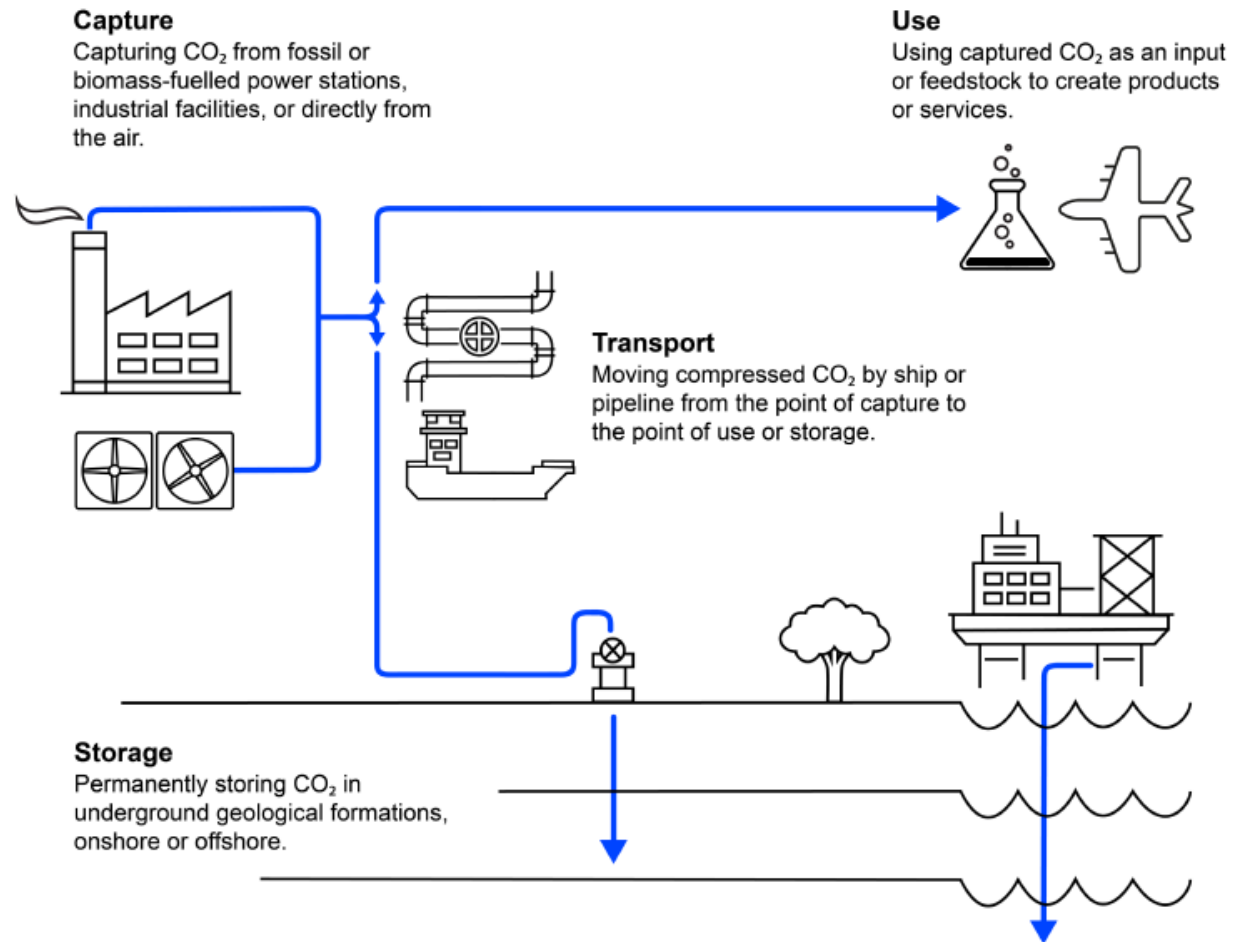 Capture
Capturing CO₂ from fossil or
biomass-fuelled power stations,
industrial facilities, or directly from
the air.
Use
Using captured CO₂ as an input
or feedstock to create products
or services.
Transport
Moving compressed CO₂ by ship or
pipeline from the point of capture to
the point of use or storage.
Storage
Permanently storing CO₂ in
underground geological formations,
onshore or offshore.